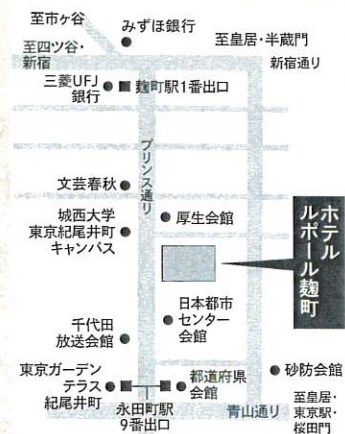 至市ヶ谷
みずほ銀行
至皇居・半蔵門
至四ツ谷・
新宿
新宿通り
三菱UFJ
銀行
麹町駅1番出口
プリンス通り
文芸春秋
城西大学
東京紀尾井町
キャンパス
厚生会館
ホテル
ルポール麹町
日本都市
センター
会館
千代田
放送会館
東京ガーデン
テラス
紀尾井町
都道府県
会館
砂防会館
永田町駅
9番出口
青山通り
至皇居・
東京駅・
桜田門